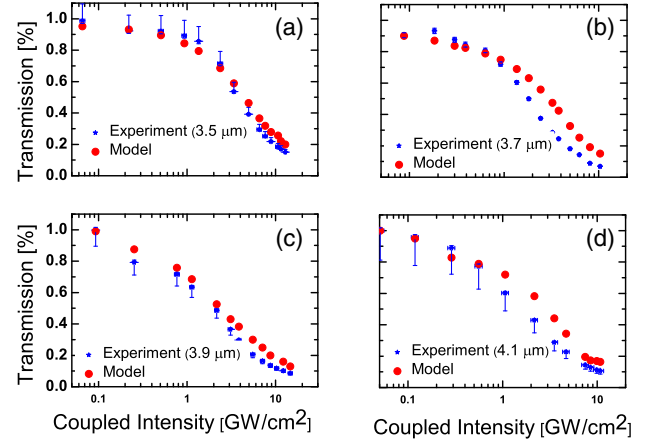 (a)
(b)
Transmission [%]
1.0
0.8
0.6
0.4
0.2
0.0
Experiment (3.5 µm)
Model
Experiment (3.7 µm)
Model
(c)
(d)
Transmission [%]
1.0
0.8
0.6
0.4
0.2
0.0
Experiment (3.9 µm)
Model
Experiment (4.1 µm)
Model
0.1 1 10
0.1 1 10
Coupled Intensity [GW/cm2]
Coupled Intensity [GW/cm2]